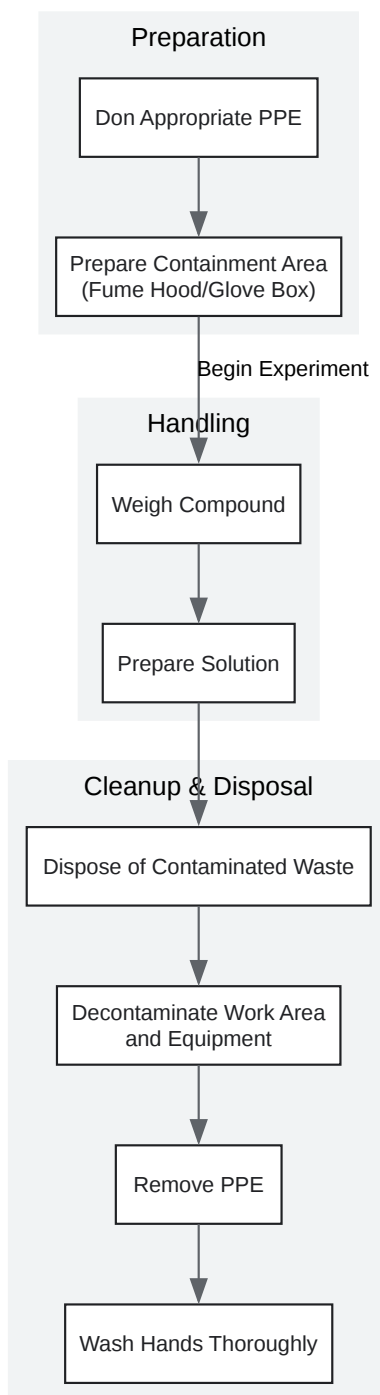 Preparation
Don Appropriate PPE
Prepare Containment Area
(Fume Hood/Glove Box)
Begin Experiment
Handling
Weigh Compound
Prepare Solution
Cleanup & Disposal
Dispose of Contaminated Waste
Decontaminate Work Area
and Equipment
Remove PPE
Wash Hands Thoroughly